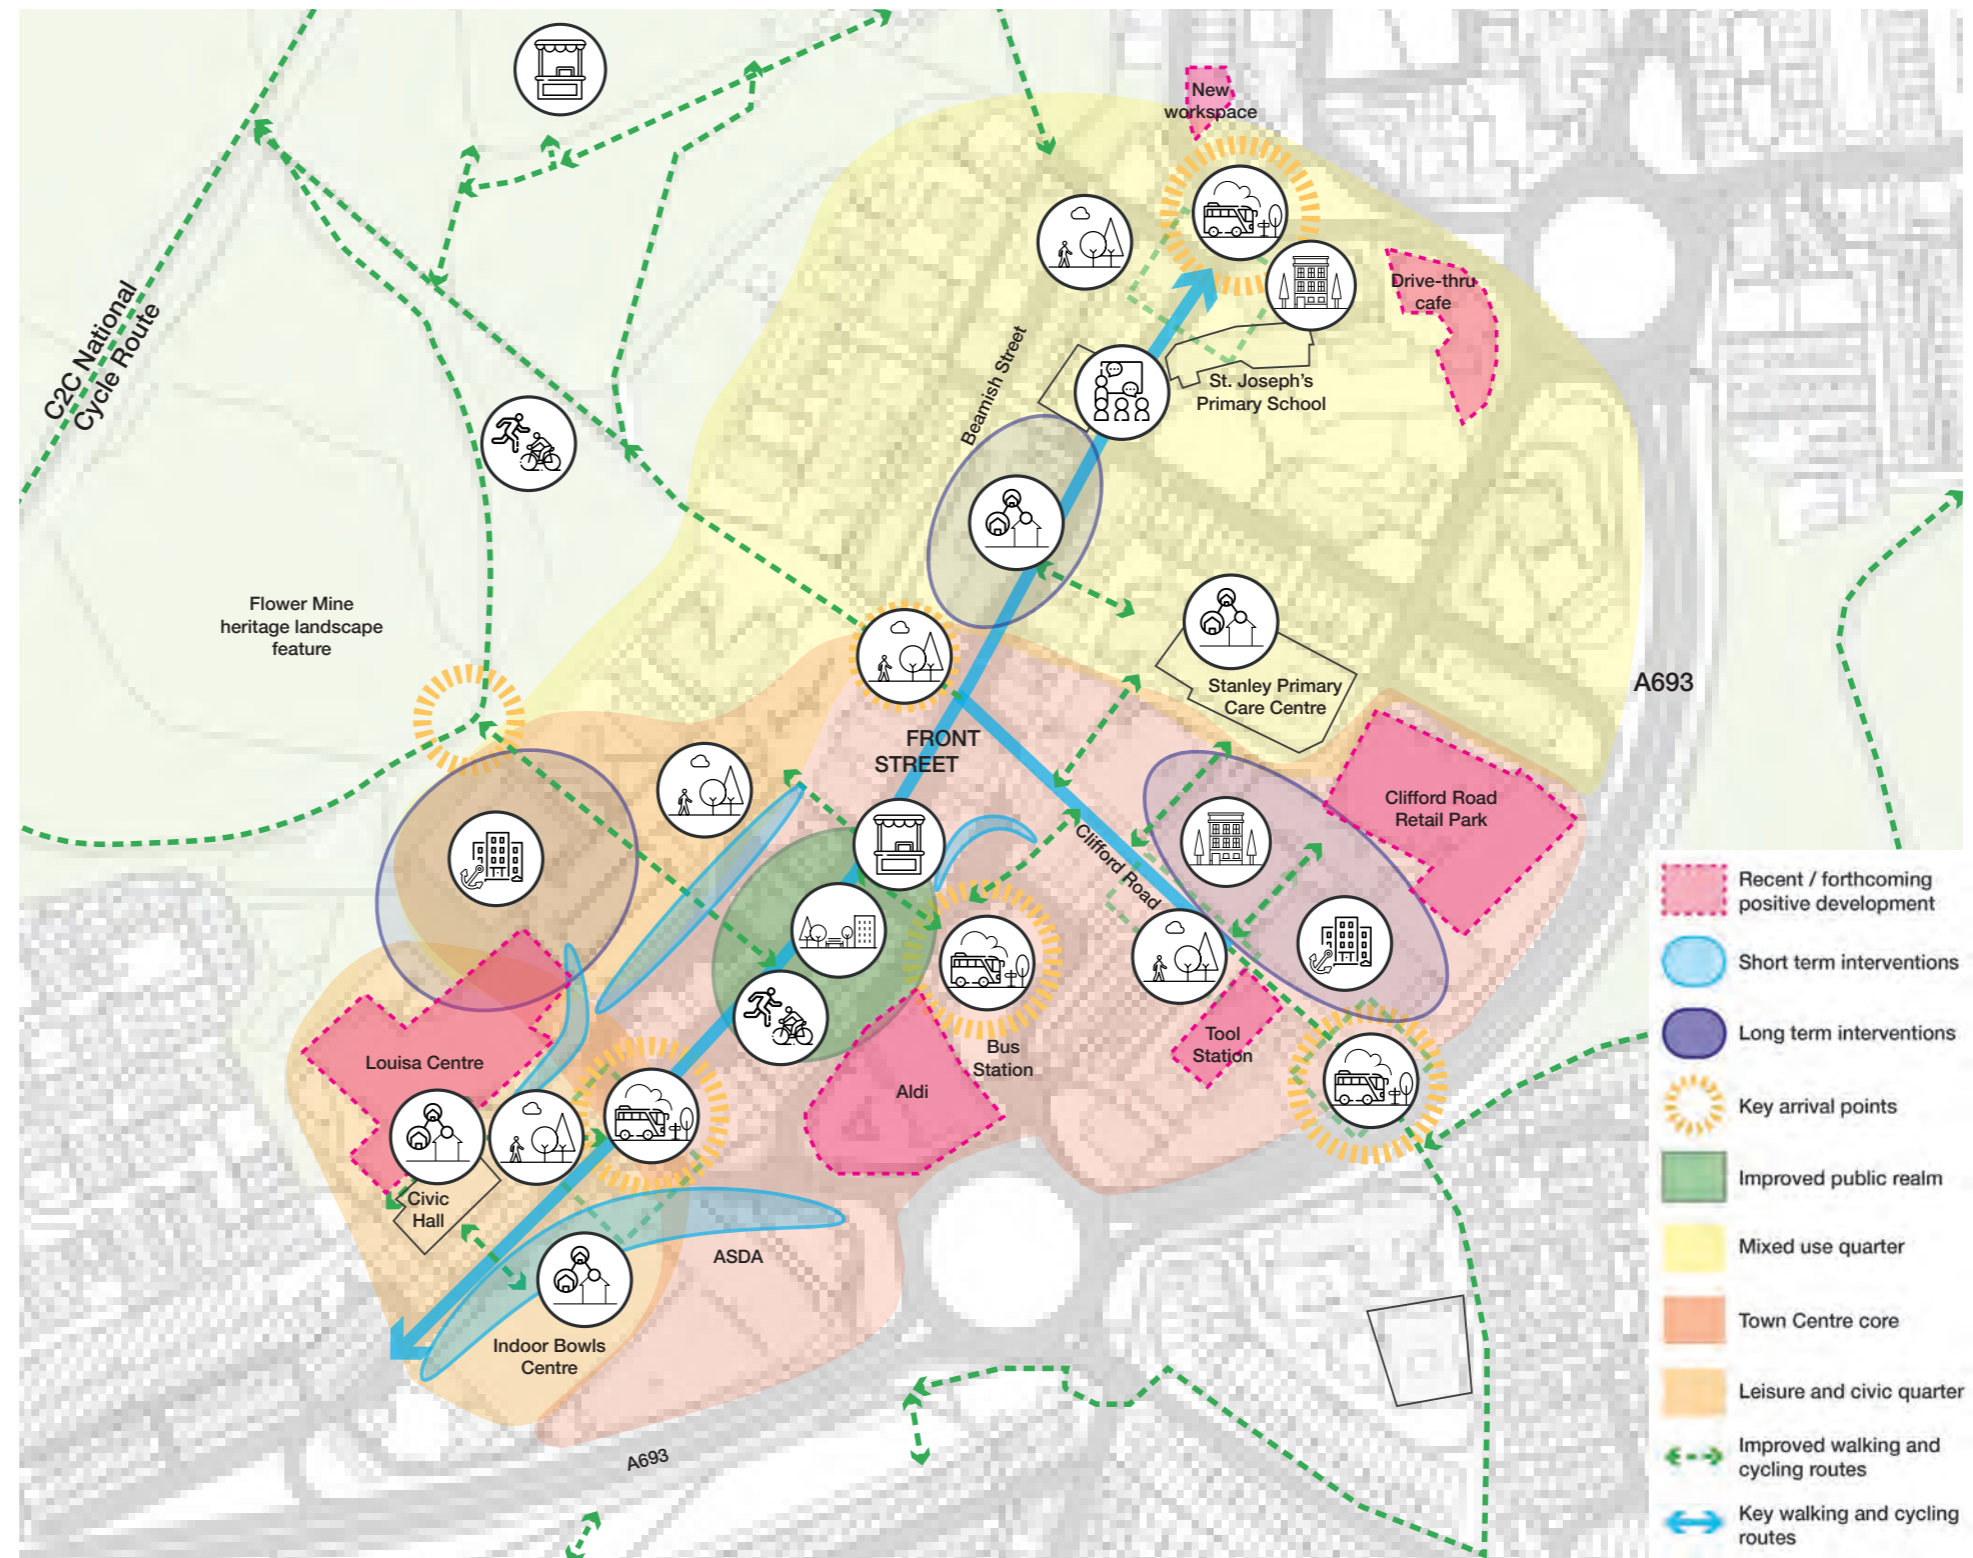 New
workspace
Drive-thru
cafe
C2C National
Cycle Route
Beamish Street
St. Joseph's
Primary School
Flower Mine
heritage landscape
feature
Stanley Primary
Care Centre
A693
FRONT
STREET
Clifford Road
Retail Park
Clifford Road
Louisa Centre
Bus
Station
Tool
Station
Aldi
Civic
Hall
ASDA
Indoor Bowls
Centre
A693
Recent / forthcoming
positive development
Short term interventions
Long term interventions
Key arrival points
Improved public realm
Mixed use quarter
Town Centre core
Leisure and civic quarter
Improved walking and
cycling routes
Key walking and cycling
routes